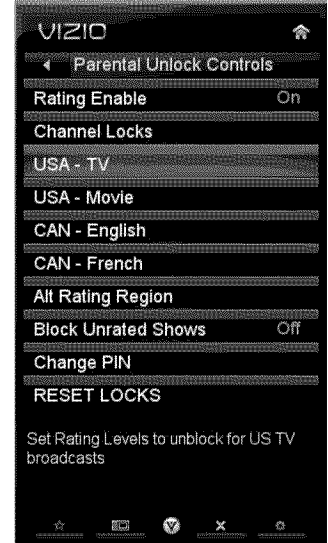 VIZIO
Parental Unlock Controls
Rating Enable On
Channel Locks
USA - TV
USA - Movie
CAN - English
CAN - French
Alt Rating Region
Block Unrated Shows Off
Change PIN
RESET LOCKS
Set Rating Levels to unblock for US TV
broadcasts